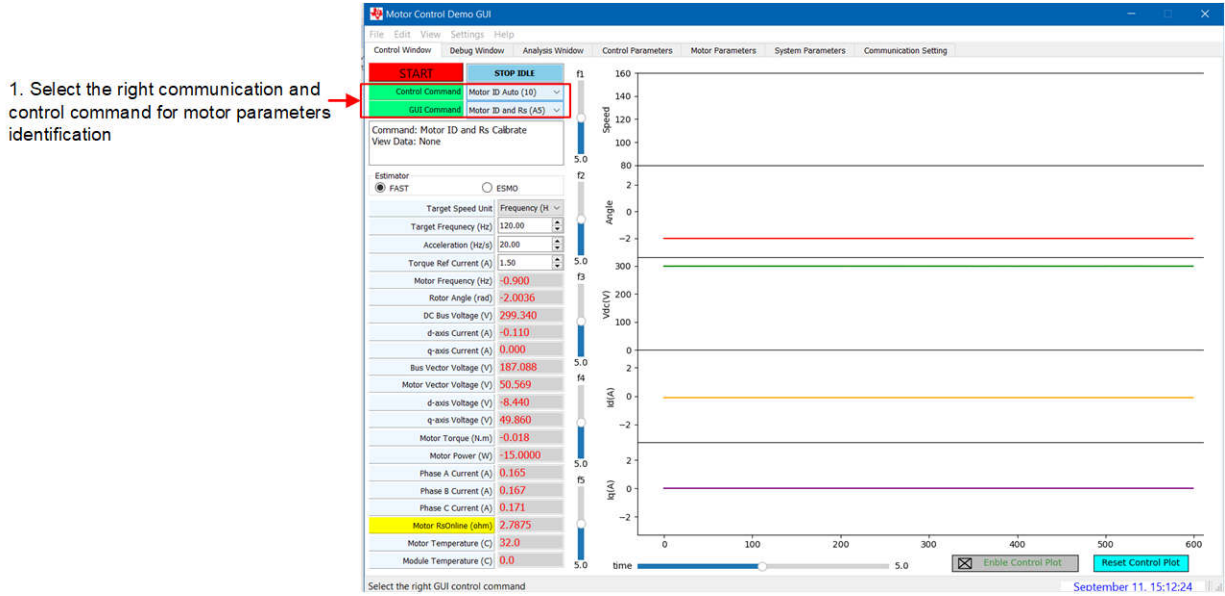 Motor Control Demo GUI
File Edit View Settings Help
Control Window Debug Window Analysis Wnidow Control Parameters Motor Parameters System Parameters Communication Setting
1. Select the right communication and
control command for motor parameters
identification
START STOP IDLE
Control Command Motor ID Auto (10)
GUI Command Motor ID and Rs (A5)
Command: Motor ID and Rs Calibrate
View Data: None
Estimator
FAST ESMO
Target Speed Unit Frequency (H
Target Frequnecy (Hz) 120.00
Acceleration (Hz/s) 20.00
Torque Ref Current (A) 1.50
Motor Frequency (Hz) -0.900
Rotor Angle (rad) -2.0036
DC Bus Voltage (V) 299.340
d-axis Current (A) -0.110
q-axis Current (A) 0.000
Bus Vector Voltage (V) 187.088
Motor Vector Voltage (V) 50.569
d-axis Voltage (V) -8.440
q-axis Voltage (V) 49.860
Motor Torque (N.m) -0.018
Motor Power (W) -15.0000
Phase A Current (A) 0.165
Phase B Current (A) 0.167
Phase C Current (A) 0.171
Motor RsOnline (ohm) 2.7875
Motor Temperature (C) 32.0
Module Temperature (C) 0.0
f1
5.0
f2
5.0
f3
5.0
f4
5.0
f5
5.0
Speed
160
140
120
100
80
Angle
2
0
−2
Vdc(V)
300
200
100
0
Id(A)
2
0
−2
Iq(A)
2
0
−2
0 100 200 300 400 500 600
time 5.0 Enble Control Plot Reset Control Plot
Select the right GUI control command
September 11, 15:12:24